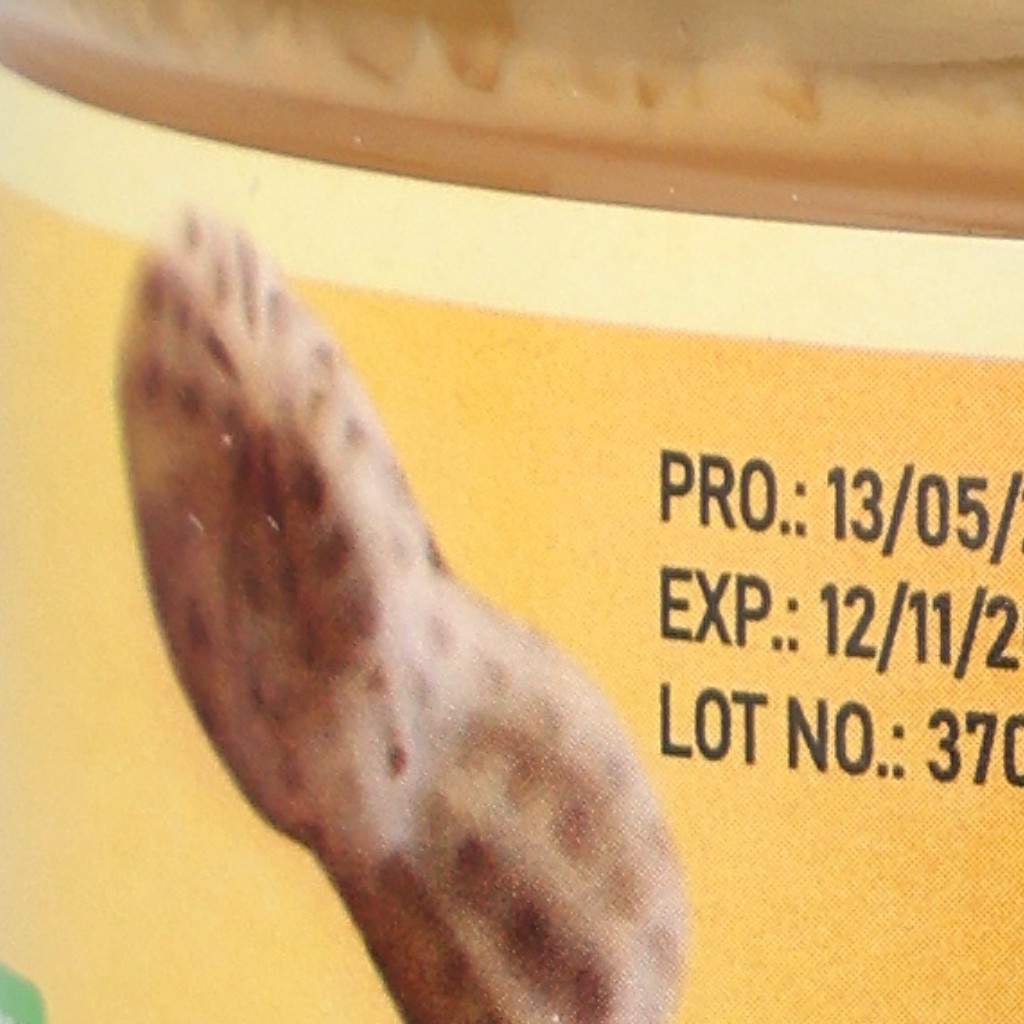 PRO.: 13/05/
EXP.: 12/11/2
LOT NO.: 370